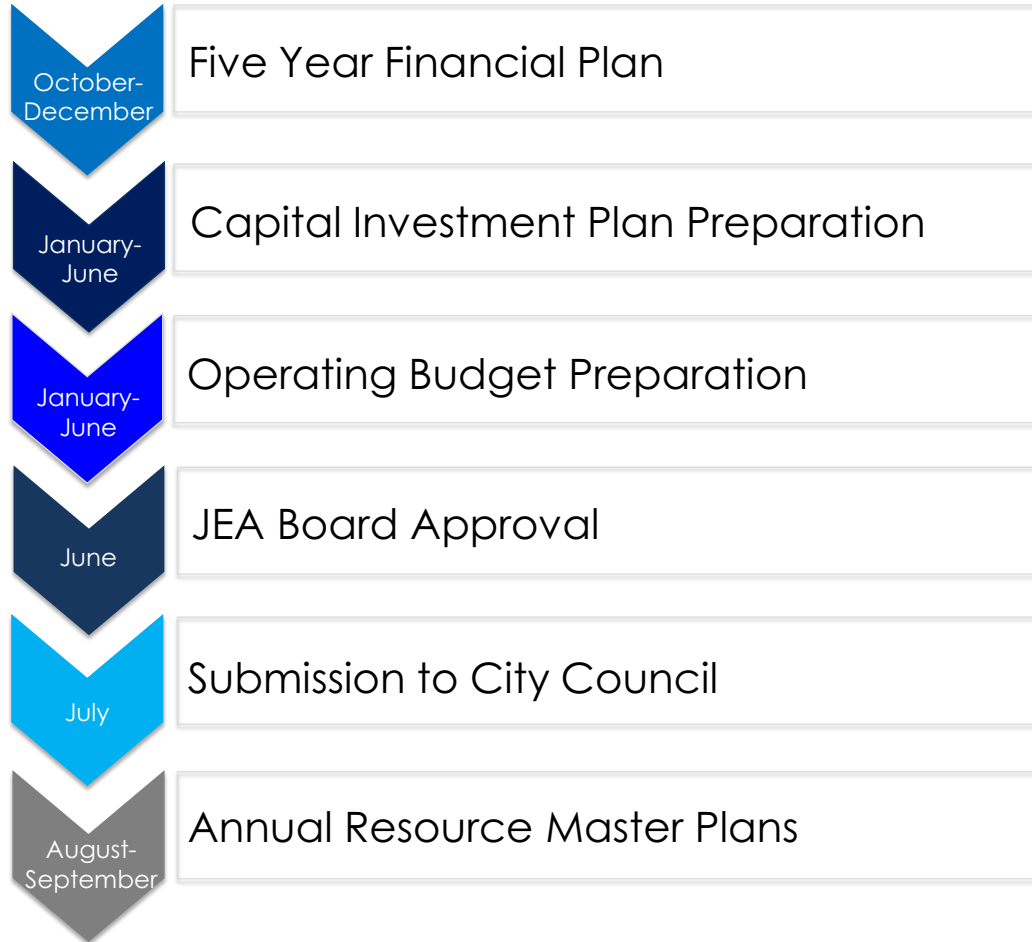 October-
December
Five Year Financial Plan
January-
June
Capital Investment Plan Preparation
January-
June
Operating Budget Preparation
June
JEA Board Approval
July
Submission to City Council
August-
September
Annual Resource Master Plans